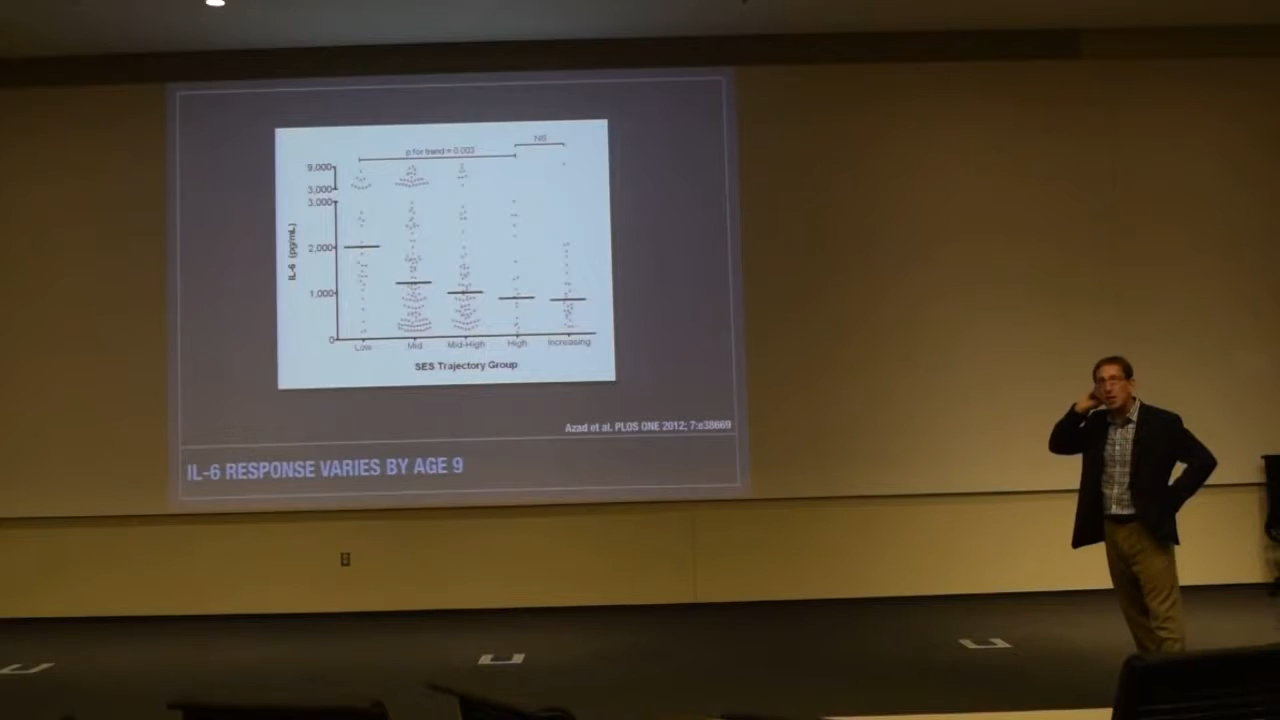 NS
p for trend = 0.002
9,000
3,000
3,000
2,000
1,000
0
IL-6 (pg/mL)
Low Mid Mid-High High Increasing
SES Trajectory Group
Azad et al. PLOS ONE 2012; 7:e38669
IL-6 RESPONSE VARIES BY AGE 9